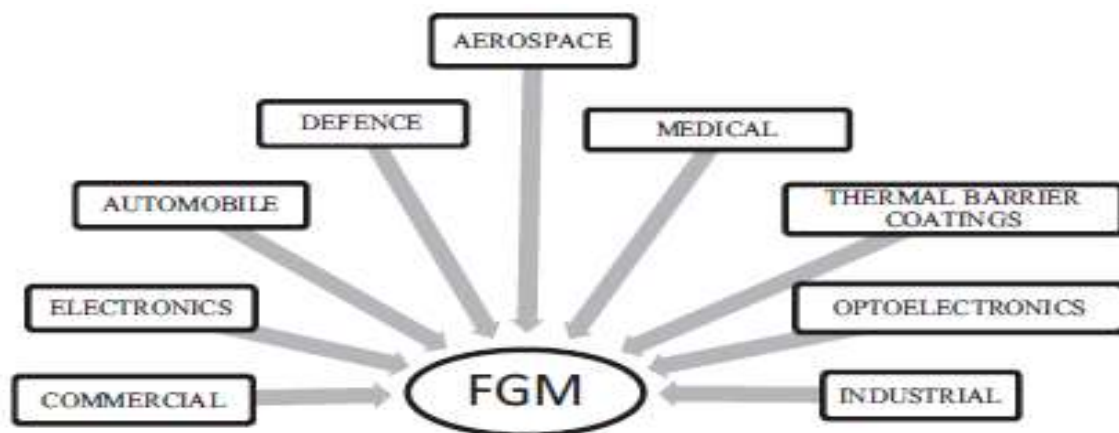 AEROSPACE
DEFENCE
MEDICAL
AUTOMOBILE
THERMAL BARRIER
COATINGS
ELECTRONICS
OPTOELECTRONICS
COMMERCIAL
FGM
INDUSTRIAL